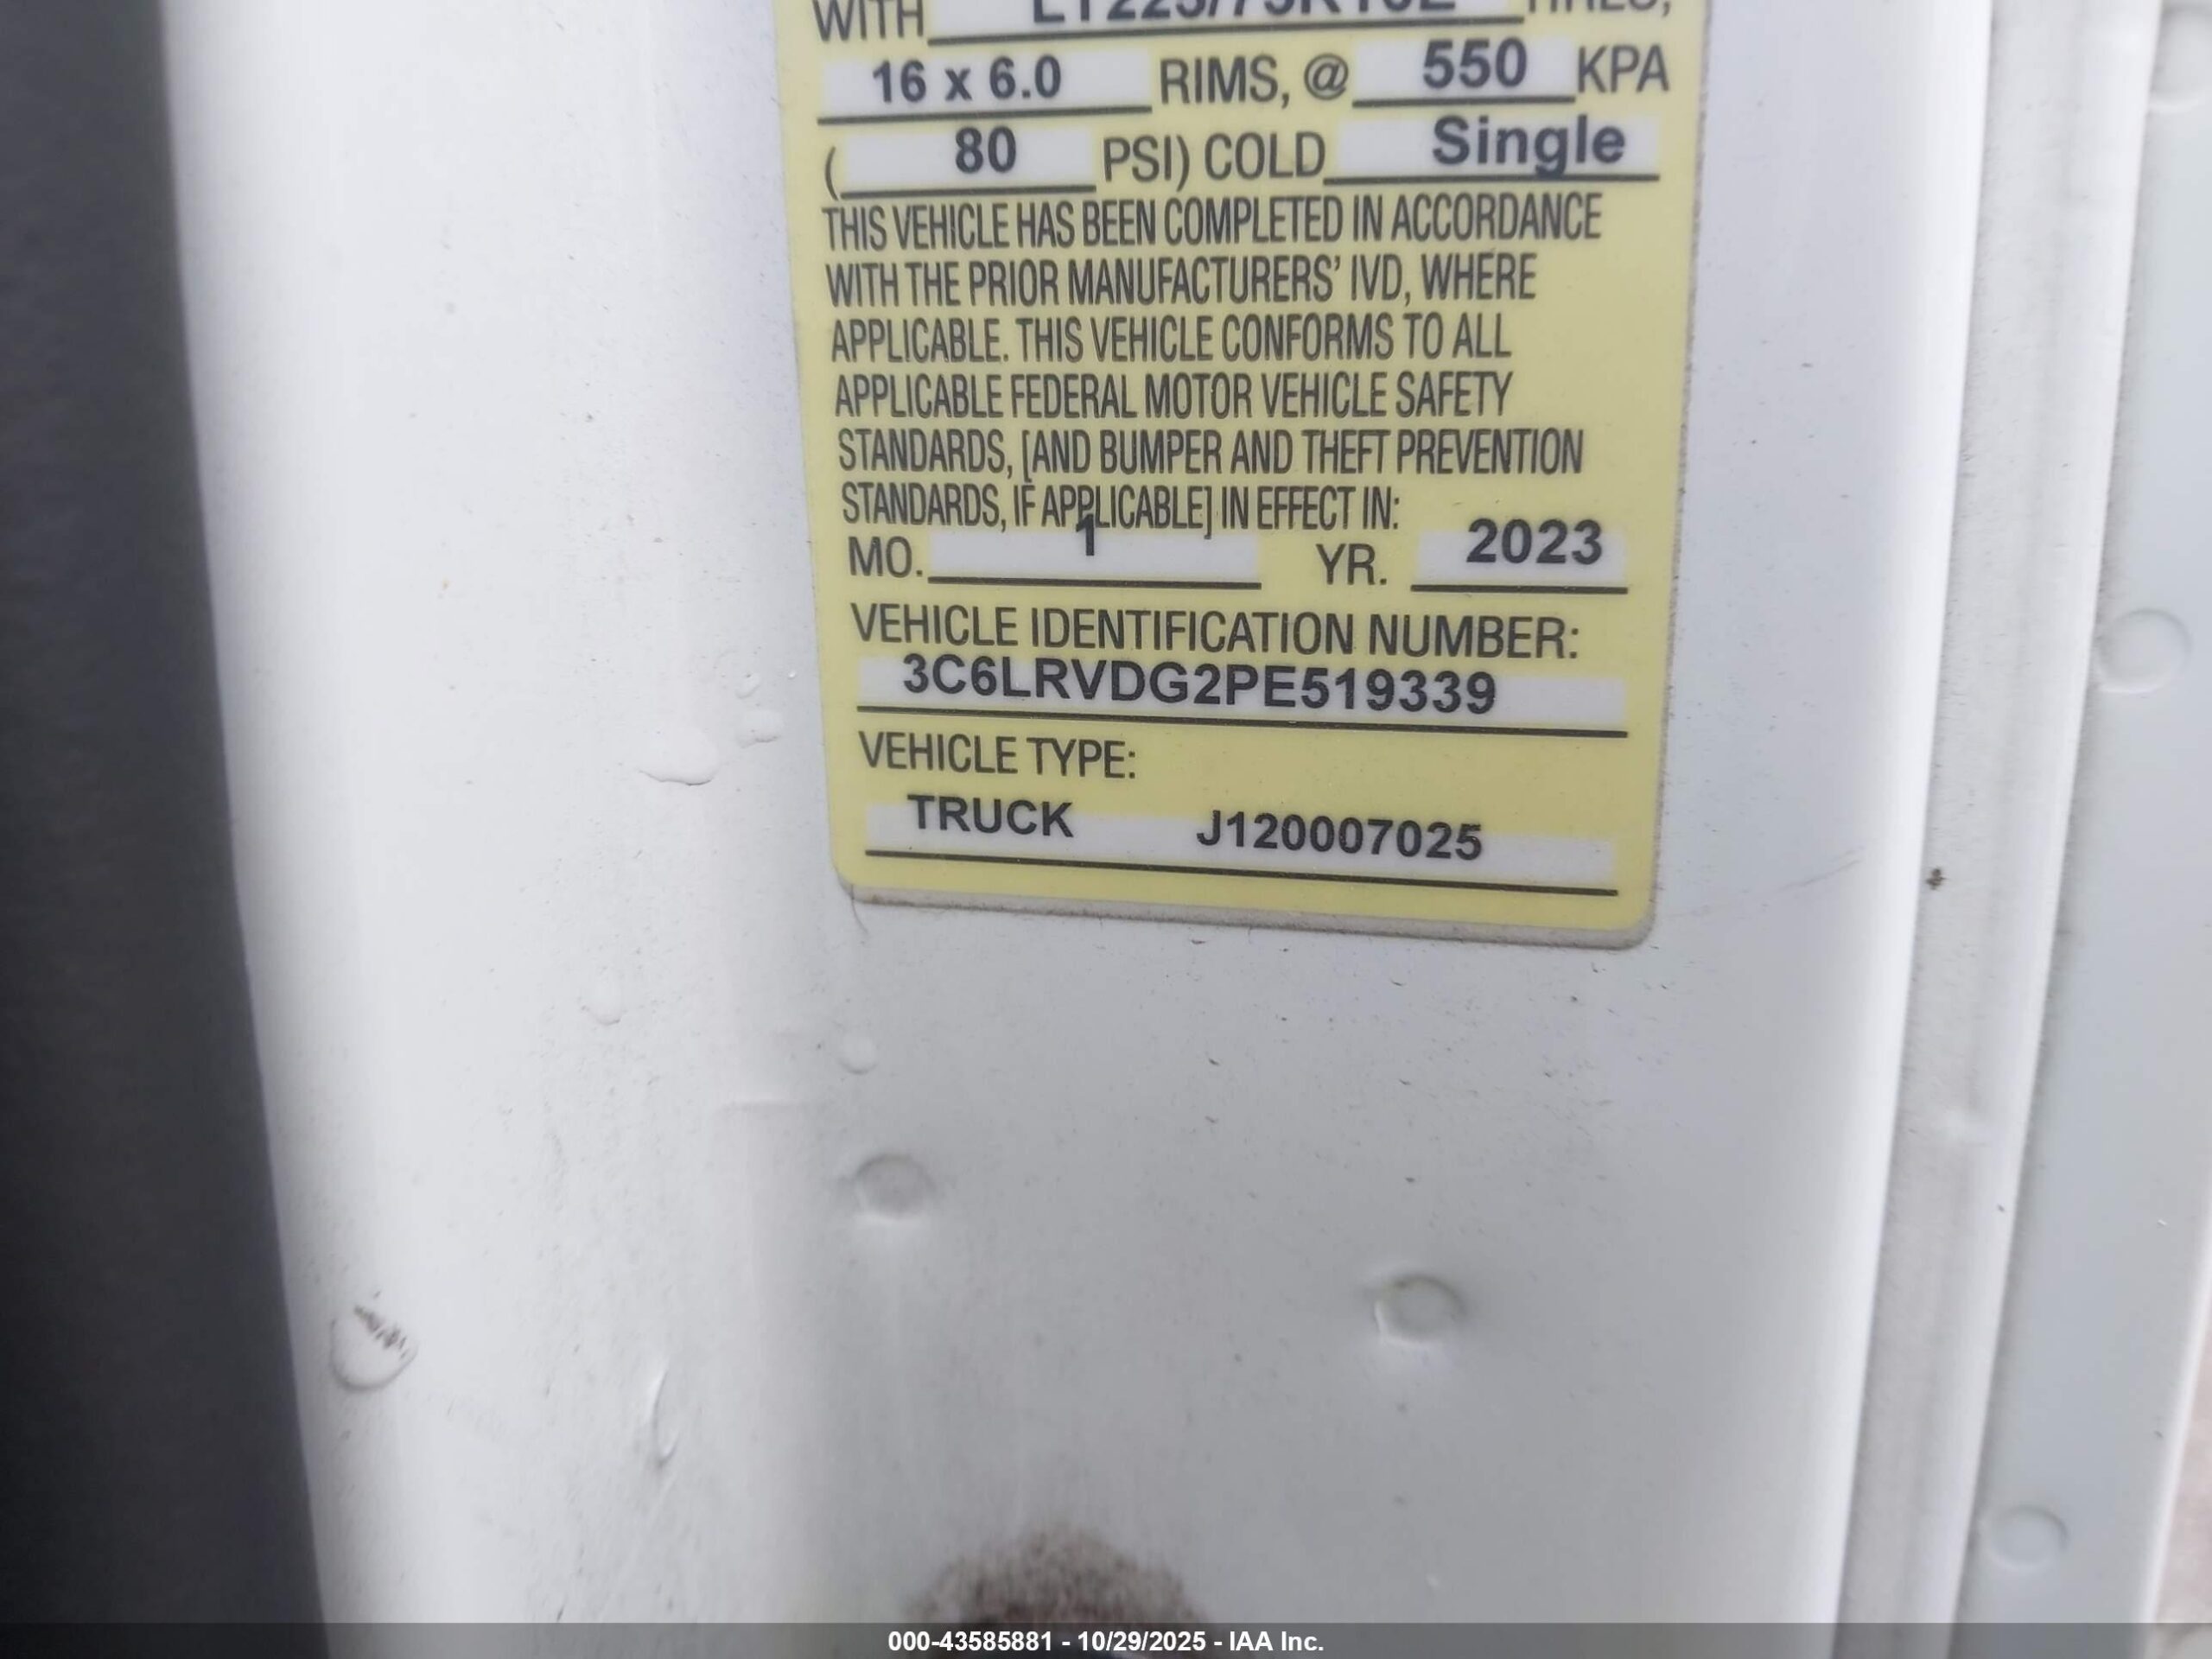 WITH LT225/75R16E TIRES,
16 x 6.0 RIMS, @ 550 KPA
( 80 PSI) COLD Single
THIS VEHICLE HAS BEEN COMPLETED IN ACCORDANCE
WITH THE PRIOR MANUFACTURERS' IVD, WHERE
APPLICABLE. THIS VEHICLE CONFORMS TO ALL
APPLICABLE FEDERAL MOTOR VEHICLE SAFETY
STANDARDS, [AND BUMPER AND THEFT PREVENTION
STANDARDS, IF APPLICABLE] IN EFFECT IN:
MO. 1 YR. 2023
VEHICLE IDENTIFICATION NUMBER:
3C6LRVDG2PE519339
VEHICLE TYPE:
TRUCK J120007025
000-43585881 - 10/29/2025 - IAA Inc.